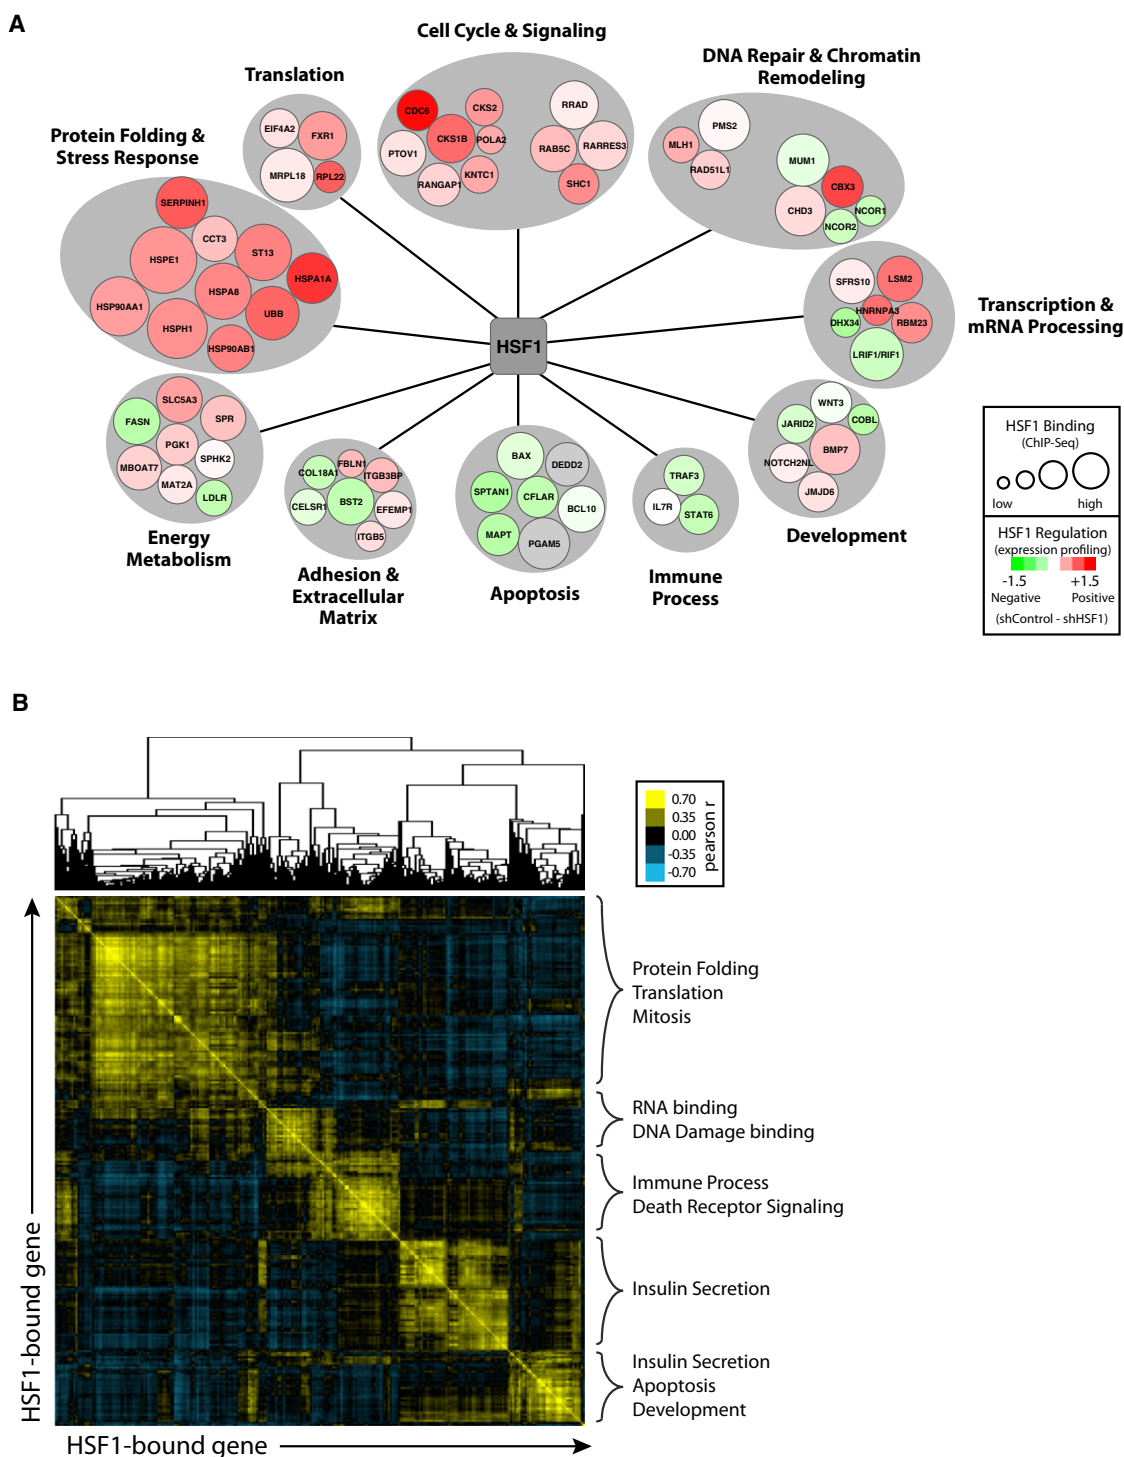 A
Cell Cycle & Signaling
DNA Repair & Chromatin
Remodeling
Translation
Protein Folding &
Stress Response
EIF4A2
FXR1
MRPL18
RPL22
CDC6
CKS2
CKS1B
POLA2
PTOV1
RANGAP1
KNTC1
RRAD
RAB5C
RARRES3
SHC1
PMS2
MLH1
RAD51L1
MUM1
CBX3
CHD3
NCOR1
NCOR2
SERPINH1
CCT3
ST13
HSPE1
HSPA1A
HSPA8
HSP90AA1
UBB
HSPH1
HSP90AB1
HSF1
SFRS10
LSM2
HNRNPA3
DHX34
RBM23
LRIF1/RIF1
Transcription &
mRNA Processing
SLC5A3
FASN
SPR
PGK1
SPHK2
MBOAT7
MAT2A
LDLR
Energy
Metabolism
COL18A1
FBLN1
ITGB3BP
BST2
CELSR1
EFEMP1
ITGB5
Adhesion &
Extracellular
Matrix
BAX
DEDD2
SPTAN1
CFLAR
BCL10
MAPT
PGAM5
Apoptosis
TRAF3
IL7R
STAT6
Immune
Process
WNT3
JARID2
COBL
BMP7
NOTCH2NL
JMJD6
Development
HSF1 Binding
(ChIP-Seq)
low high
HSF1 Regulation
(expression profiling)
-1.5 +1.5
Negative Positive
(shControl - shHSF1)
B
0.70
0.35
0.00
-0.35
-0.70
pearson r
Protein Folding
Translation
Mitosis
RNA binding
DNA Damage binding
Immune Process
Death Receptor Signaling
Insulin Secretion
Insulin Secretion
Apoptosis
Development
HSF1-bound gene
HSF1-bound gene